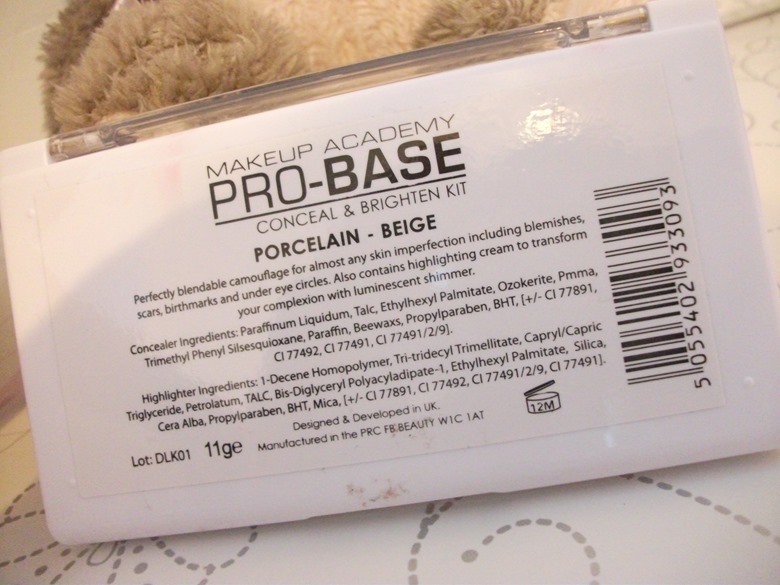 MAKEUP ACADEMY
PRO-BASE
CONCEAL & BRIGHTEN KIT
PORCELAIN - BEIGE
Perfectly blendable camouflage for almost any skin imperfection including blemishes,
scars, birthmarks and under eye circles. Also contains highlighting cream to transform
your complexion with luminescent shimmer.
Concealer Ingredients: Paraffinum Liquidum, Talc, Ethylhexyl Palmitate, Ozokerite, Pmma,
Trimethyl Phenyl Silsesquioxane, Paraffin, Beewaxs, Propylparaben, BHT, [+/- CI 77891,
CI 77492, CI 77491, CI 77491/2/9].
Highlighter Ingredients: 1-Decene Homopolymer, Tri-tridecyl Trimellitate, Capryl/Capric
Triglyceride, Petrolatum, TALC, Bis-Diglyceryl Polyacyladipate-1, Ethylhexyl Palmitate, Silica,
Cera Alba, Propylparaben, BHT, Mica, [+/- CI 77891, CI 77492, CI 77491/2/9, CI 77491].
Designed & Developed in UK.
Manufactured in the PRC FB BEAUTY W1C 1AT
Lot: DLK01 11ge
12M
5 055402 933093